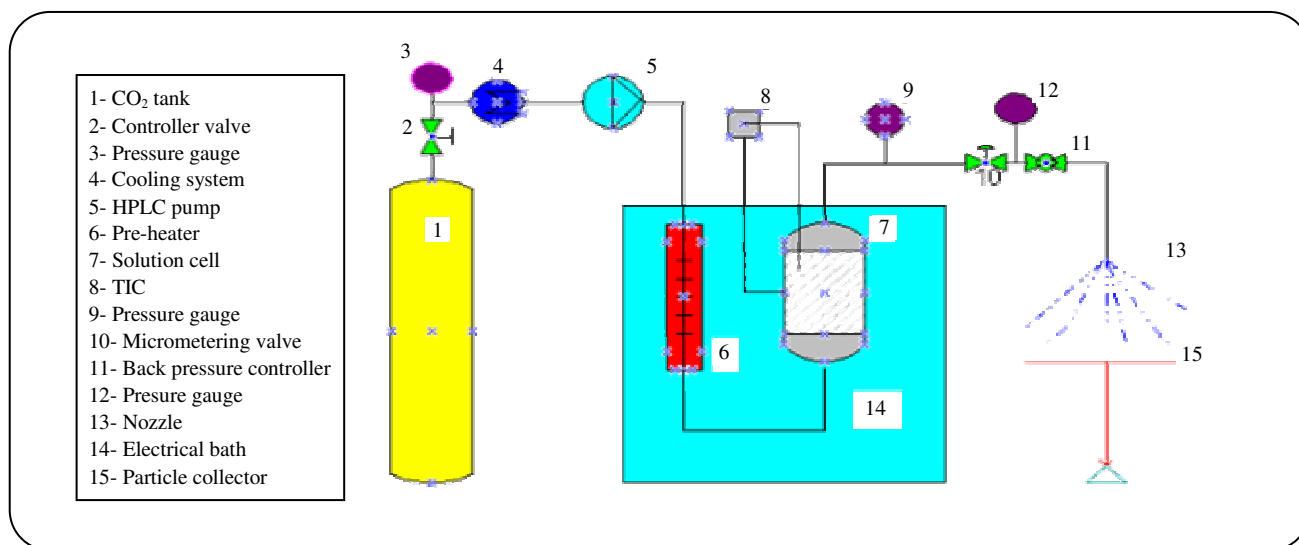 1- CO₂ tank
2- Controller valve
3- Pressure gauge
4- Cooling system
5- HPLC pump
6- Pre-heater
7- Solution cell
8- TIC
9- Pressure gauge
10- Micrometering valve
11- Back pressure controller
12- Presure gauge
13- Nozzle
14- Electrical bath
15- Particle collector
3
4
5
2
8
9
12
11
10
1
7
13
6
15
14